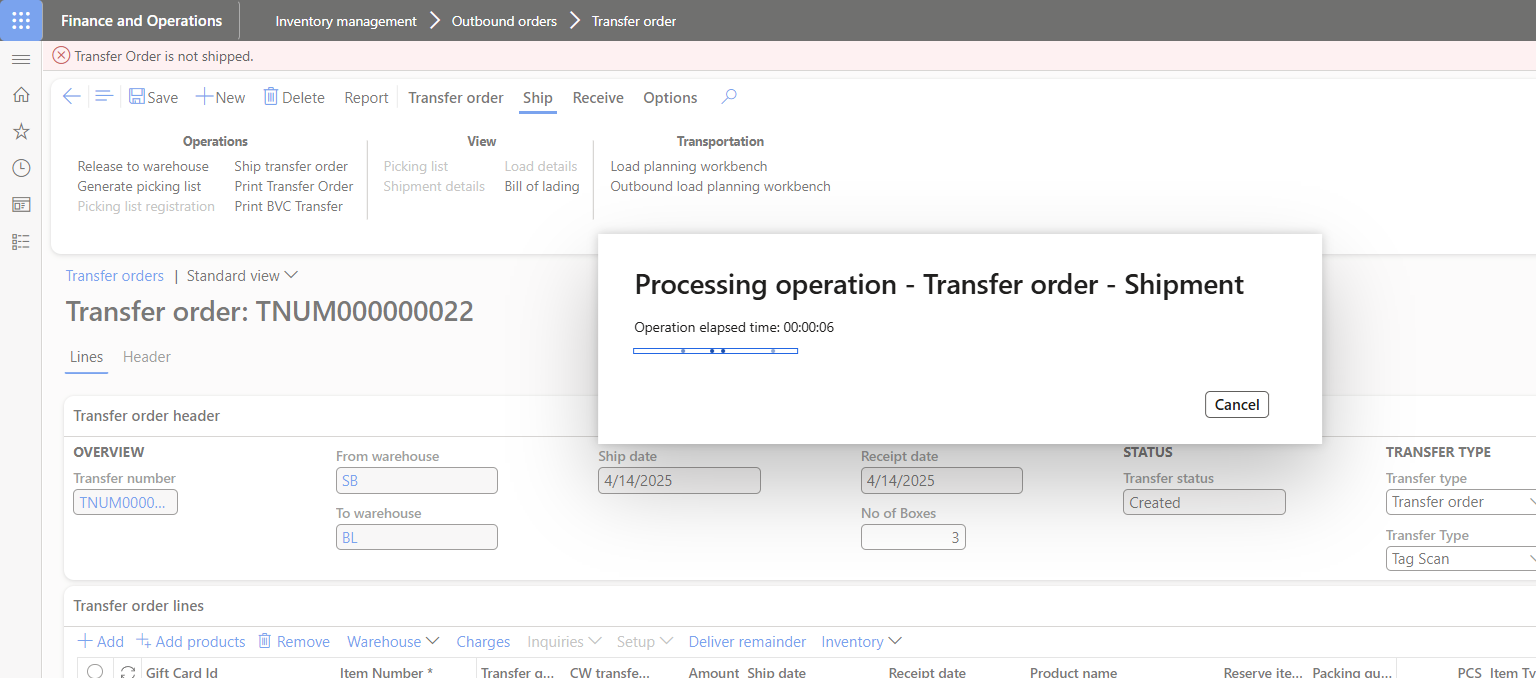 Finance and Operations
Inventory management
Outbound orders
Transfer order
Transfer Order is not shipped.
Save
New
Delete
Report
Transfer order
Ship
Receive
Options
Operations
Release to warehouse
Ship transfer order
Generate picking list
Print Transfer Order
Picking list registration
Print BVC Transfer
View
Picking list
Load details
Shipment details
Bill of lading
Transportation
Load planning workbench
Outbound load planning workbench
Processing operation - Transfer order - Shipment
Operation elapsed time: 00:00:06
Cancel
Transfer orders | Standard view
Transfer order: TNUM000000022
Lines
Header
Transfer order header
OVERVIEW
Transfer number
TNUM0000...
From warehouse
SB
To warehouse
BL
Ship date
4/14/2025
Receipt date
4/14/2025
No of Boxes
3
STATUS
Transfer status
Created
TRANSFER TYPE
Transfer type
Transfer order
Transfer Type
Tag Scan
Transfer order lines
Add
Add products
Remove
Warehouse
Charges
Inquiries
Setup
Deliver remainder
Inventory
Gift Card Id
Item Number *
Transfer q...
CW transfe...
Amount
Ship date
Receipt date
Product name
Reserve ite...
Packing qu...
PCS